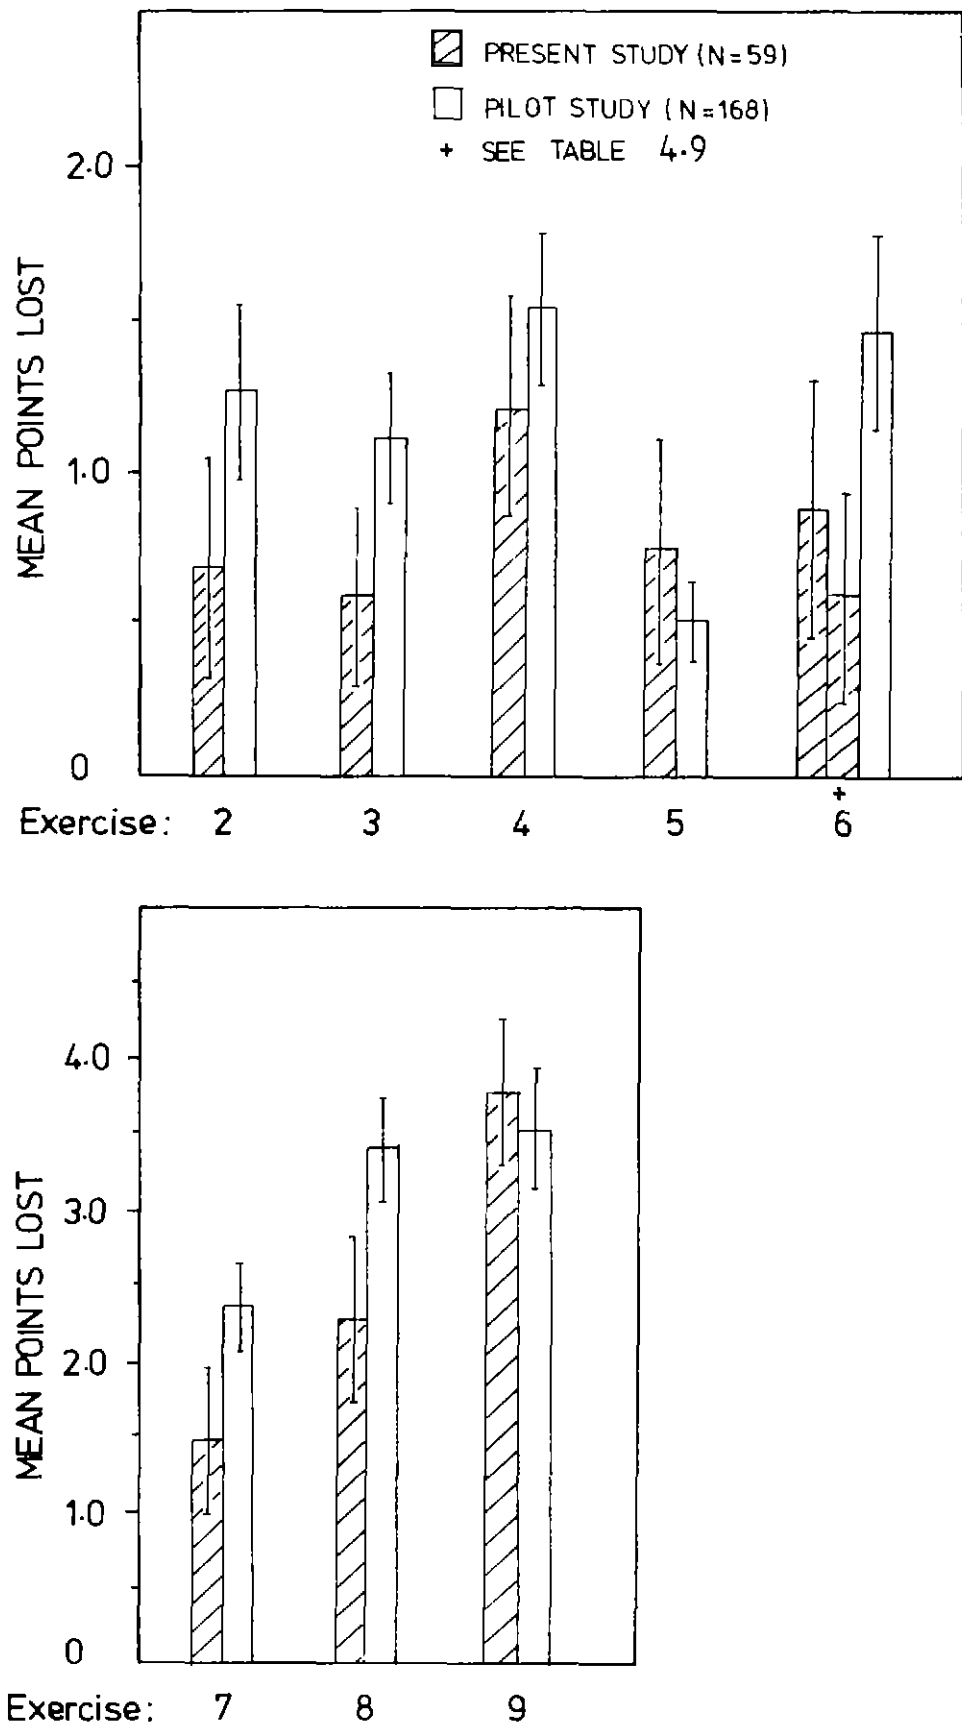 PRESENT STUDY (N=59)
PILOT STUDY (N=168)
+ SEE TABLE 4.9
2.0
1.0
0
MEAN POINTS LOST
+
Exercise: 2 3 4 5 6
4.0
3.0
2.0
1.0
0
MEAN POINTS LOST
Exercise: 7 8 9